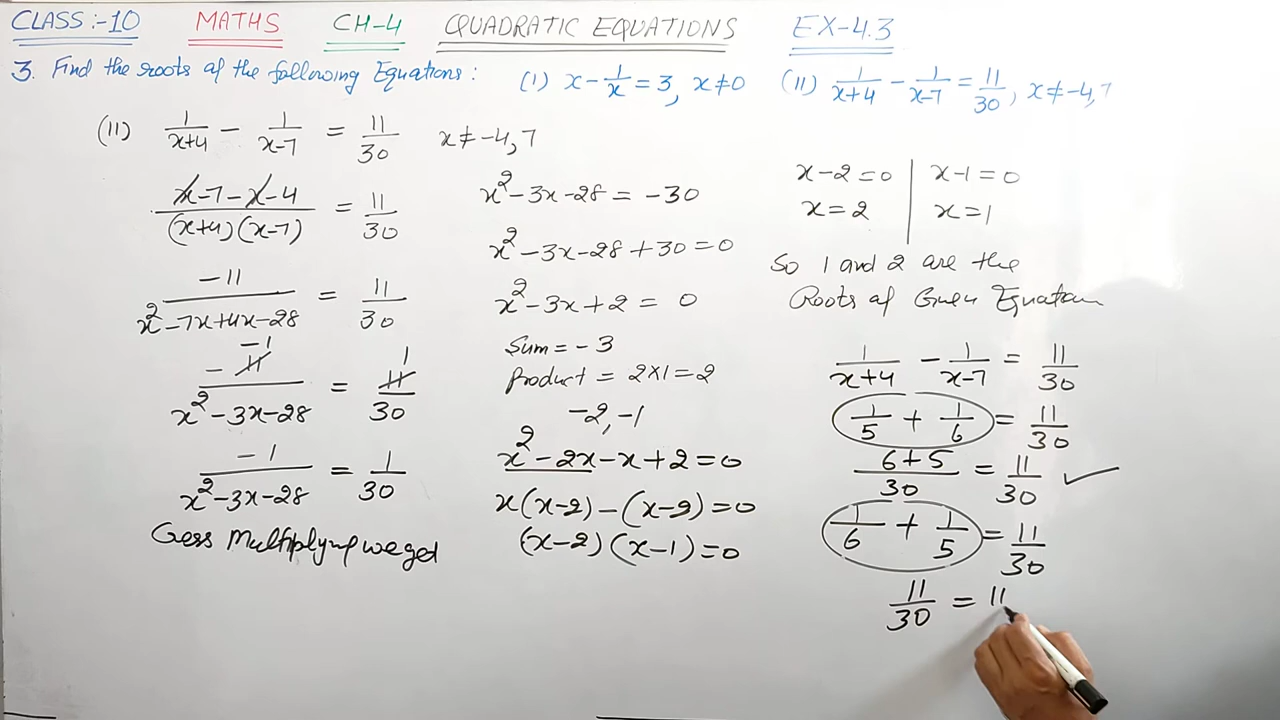 CLASS:-10 MATHS CH-4 QUADRATIC EQUATIONS EX-4.3
3. Find the roots of the following Equations: (I) x - 1/x = 3, x ≠ 0 (II) 1/(x+4) - 1/(x-7) = 11/30, x ≠ -4, 7
(II) 1/(x+4) - 1/(x-7) = 11/30 x ≠ -4, 7
(x-7-x-4)/((x+4)(x-7)) = 11/30
-11/(x²-7x+4x-28) = 11/30
-11/(x²-3x-28) = 11/30
-1 1
-1/(x²-3x-28) = 1/30
Cross Multiplying we get
x²-3x-28 = -30
x²-3x-28+30 = 0
x²-3x+2 = 0
Sum = -3
Product = 2×1=2
-2, -1
x²-2x-x+2=0
x(x-2)-(x-2)=0
(x-2)(x-1)=0
x-2=0 | x-1=0
x=2 | x=1
So 1 and 2 are the
Roots of Given Equation
1/(x+4) - 1/(x-7) = 11/30
1/5 + 1/6 = 11/30
(6+5)/30 = 11/30 ✓
1/6 + 1/5 = 11/30
11/30 = 11